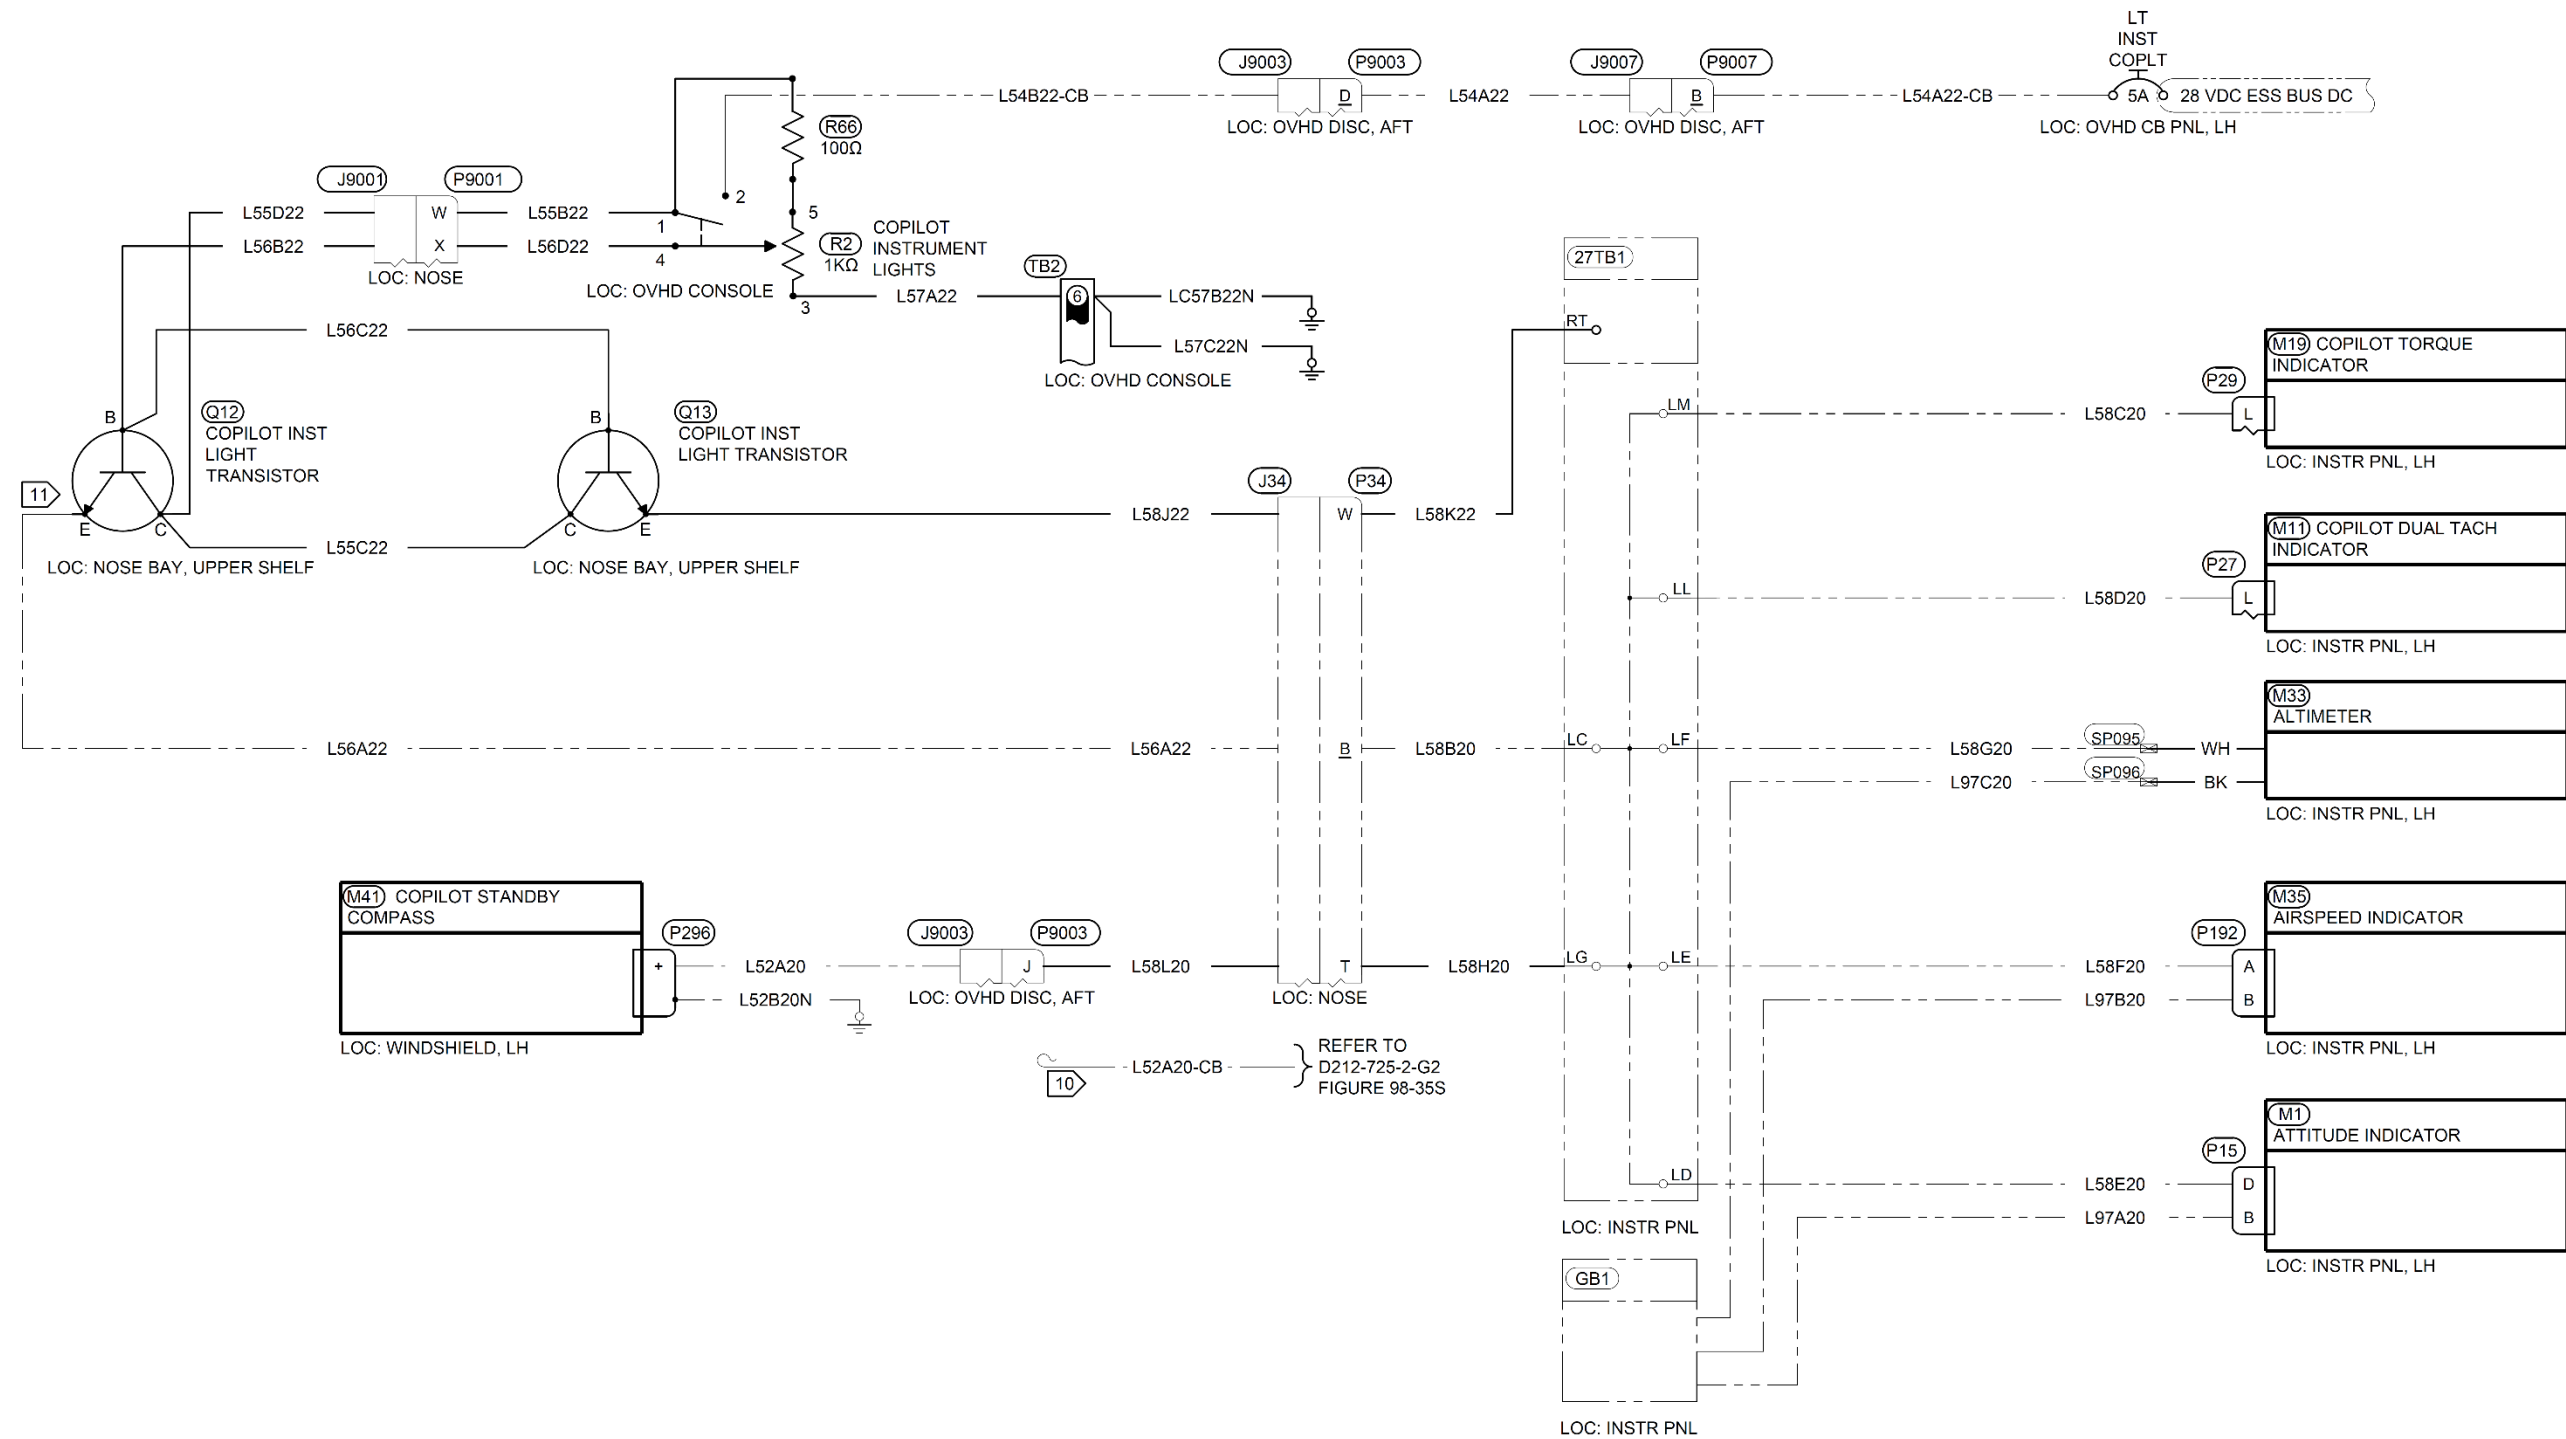 LT
INST
COPLT
J9003
P9003
J9007
P9007
L54B22-CB
D
L54A22
B
L54A22-CB
5A
28 VDC ESS BUS DC
LOC: OVHD DISC, AFT
LOC: OVHD DISC, AFT
LOC: OVHD CB PNL, LH
R66
100Ω
J9001
P9001
2
L55D22
W
L55B22
1
5
L56B22
X
L56D22
4
LOC: NOSE
R2
1KΩ
COPILOT
INSTRUMENT
LIGHTS
LOC: OVHD CONSOLE
3
L57A22
TB2
6
LC57B22N
L57C22N
LOC: OVHD CONSOLE
27TB1
RT
L56C22
M19 COPILOT TORQUE
INDICATOR
P29
L
LOC: INSTR PNL, LH
LM
L58C20
B
Q12
COPILOT INST
LIGHT
TRANSISTOR
B
Q13
COPILOT INST
LIGHT TRANSISTOR
11
E
C
C
E
L55C22
LOC: NOSE BAY, UPPER SHELF
LOC: NOSE BAY, UPPER SHELF
J34
P34
L58J22
W
L58K22
M11 COPILOT DUAL TACH
INDICATOR
P27
L
LOC: INSTR PNL, LH
LL
L58D20
M33
ALTIMETER
L56A22
L56A22
B
L58B20
LC
LF
L58G20
SP095
WH
L97C20
SP096
BK
LOC: INSTR PNL, LH
M41 COPILOT STANDBY
COMPASS
P296
+
L52A20
L52B20N
LOC: WINDSHIELD, LH
J9003
P9003
J
L58L20
T
L58H20
LOC: OVHD DISC, AFT
LOC: NOSE
LG
LE
L58F20
L97B20
M35
AIRSPEED INDICATOR
P192
A
B
LOC: INSTR PNL, LH
10
L52A20-CB
REFER TO
D212-725-2-G2
FIGURE 98-35S
M1
ATTITUDE INDICATOR
P15
LD
L58E20
D
L97A20
B
LOC: INSTR PNL, LH
LOC: INSTR PNL
GB1
LOC: INSTR PNL